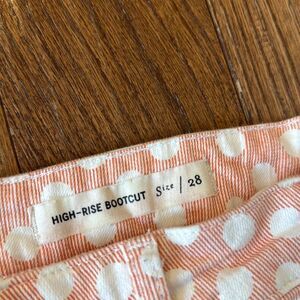 HIGH-RISE BOOTCUT Size / 28